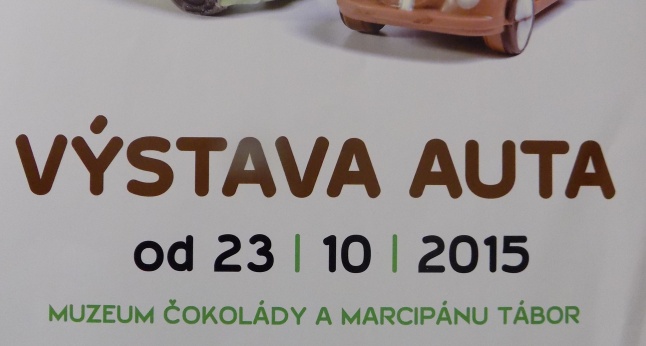 VÝSTAVA AUTA
od 23 | 10 | 2015
MUZEUM ČOKOLÁDY A MARCIPÁNU TÁBOR